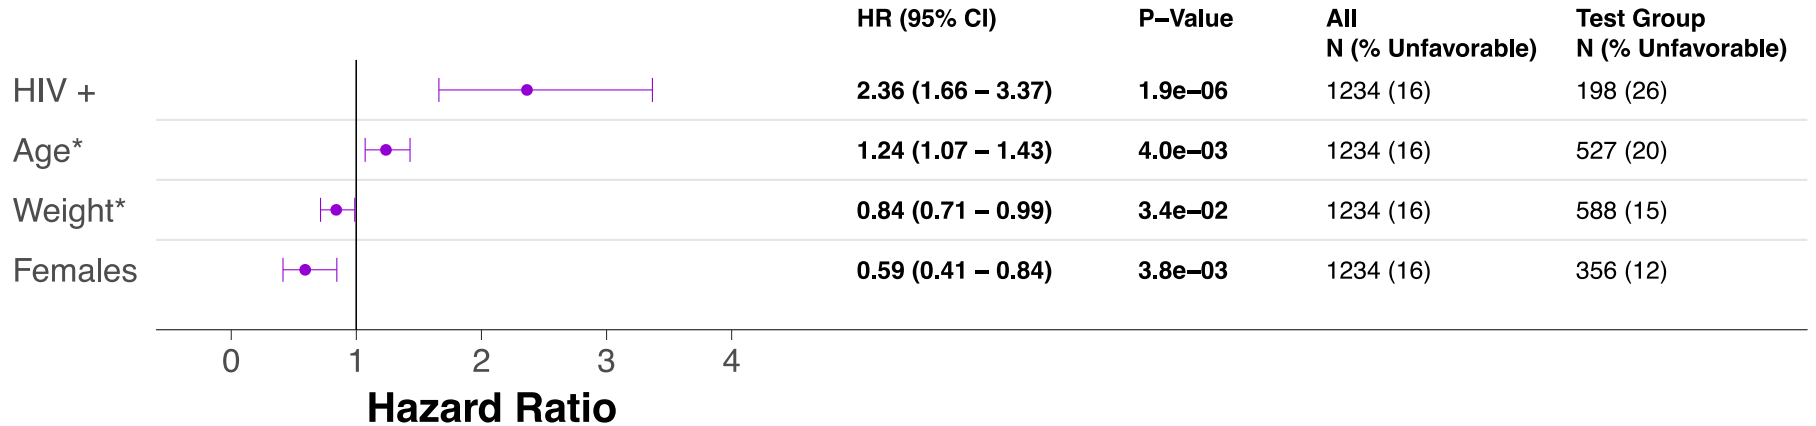 HR (95% CI) P–Value All Test Group
N (% Unfavorable) N (% Unfavorable)
HIV + 2.36 (1.66 – 3.37) 1.9e–06 1234 (16) 198 (26)
Age* 1.24 (1.07 – 1.43) 4.0e–03 1234 (16) 527 (20)
Weight* 0.84 (0.71 – 0.99) 3.4e–02 1234 (16) 588 (15)
Females 0.59 (0.41 – 0.84) 3.8e–03 1234 (16) 356 (12)
0 1 2 3 4
Hazard Ratio